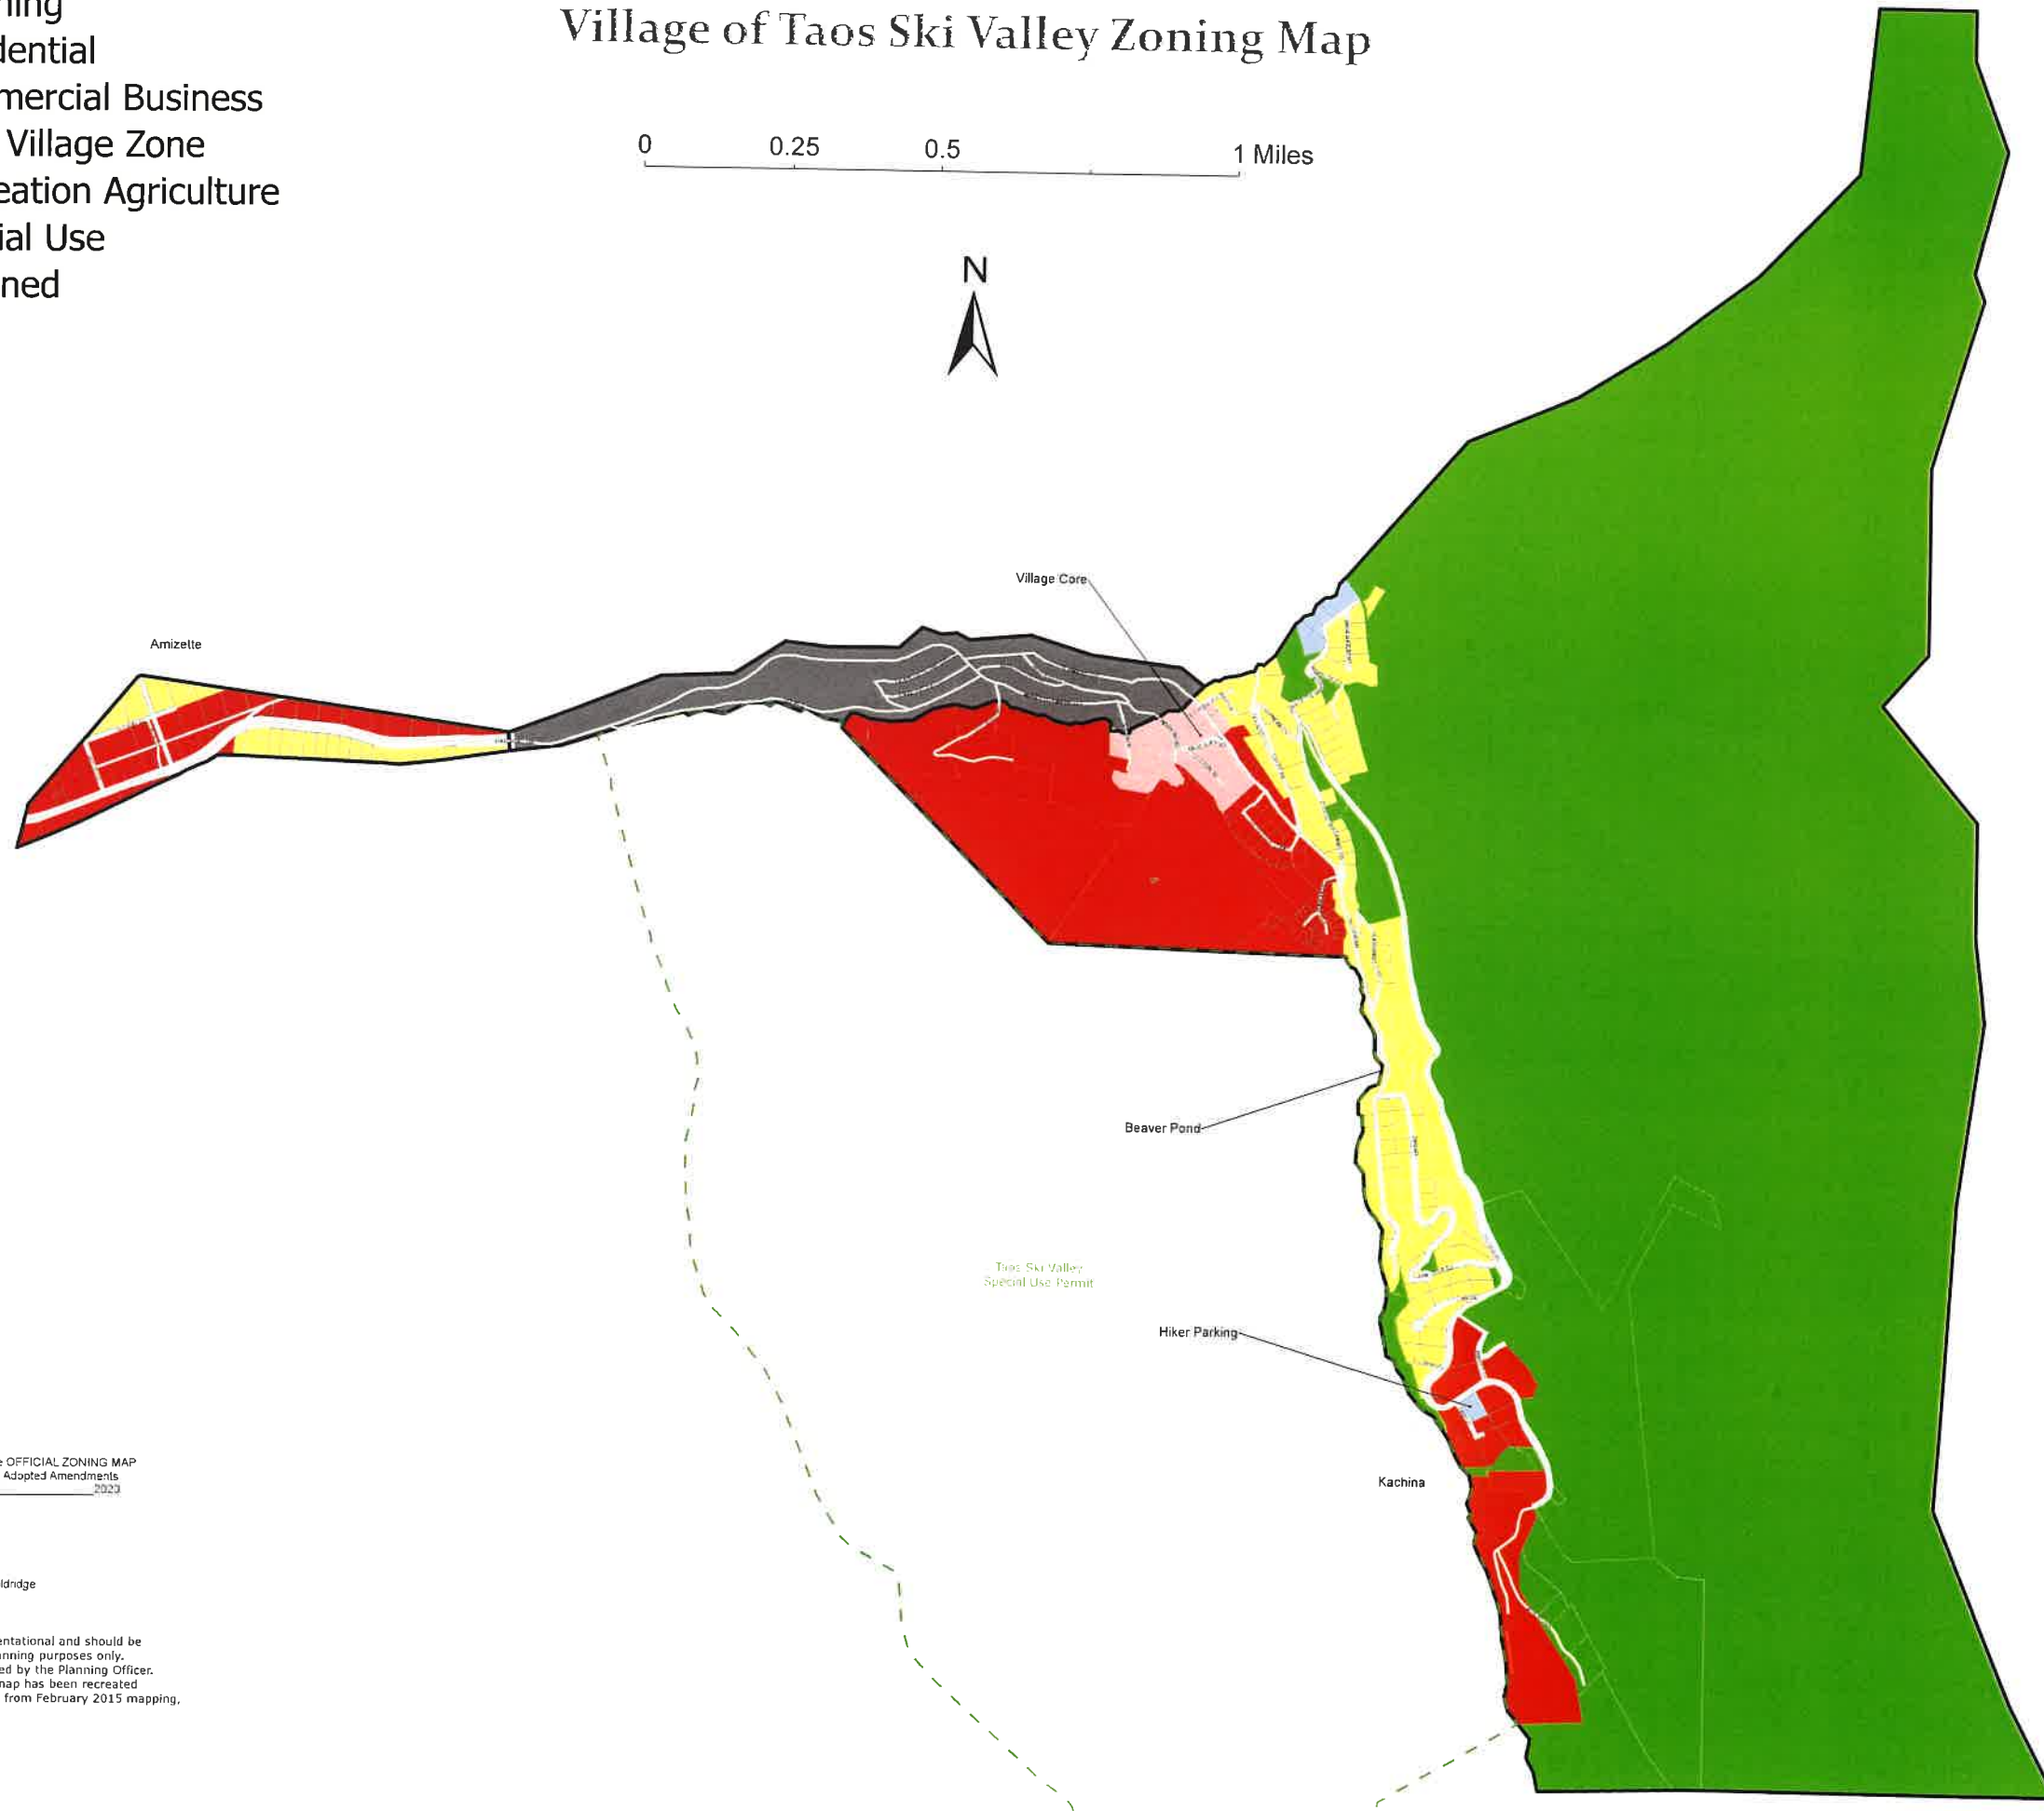 ning
dential
mercial Business
Village Zone
eation Agriculture
ial Use
ned
Village of Taos Ski Valley Zoning Map
0 0.25 0.5 1 Miles
N
Village Core
Amizette
Beaver Pond
Taos Ski Valley
Special Use Permit
Hiker Parking
Kachina
e OFFICIAL ZONING MAP
Adopted Amendments
2023
ldridge
entational and should be
nning purposes only.
ed by the Planning Officer.
map has been recreated
from February 2015 mapping,